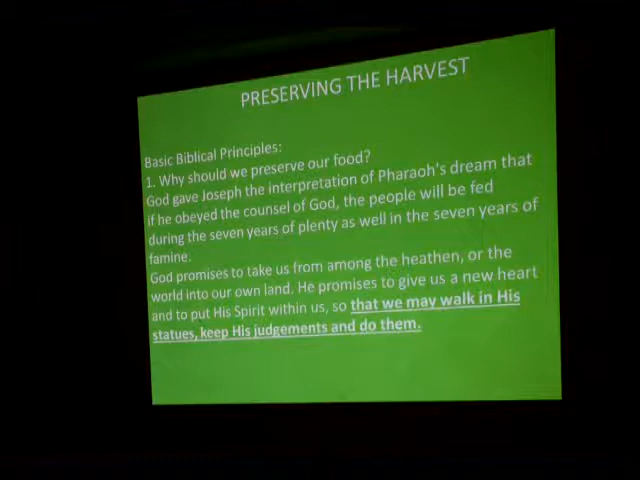 PRESERVING THE HARVEST
Basic Biblical Principles:
1. Why should we preserve our food?
God gave Joseph the interpretation of Pharaoh's dream that
if he obeyed the counsel of God, the people will be fed
during the seven years of plenty as well in the seven years of
famine.
God promises to take us from among the heathen, or the
world into our own land. He promises to give us a new heart
and to put His Spirit within us, so that we may walk in His
statues, keep His judgements and do them.